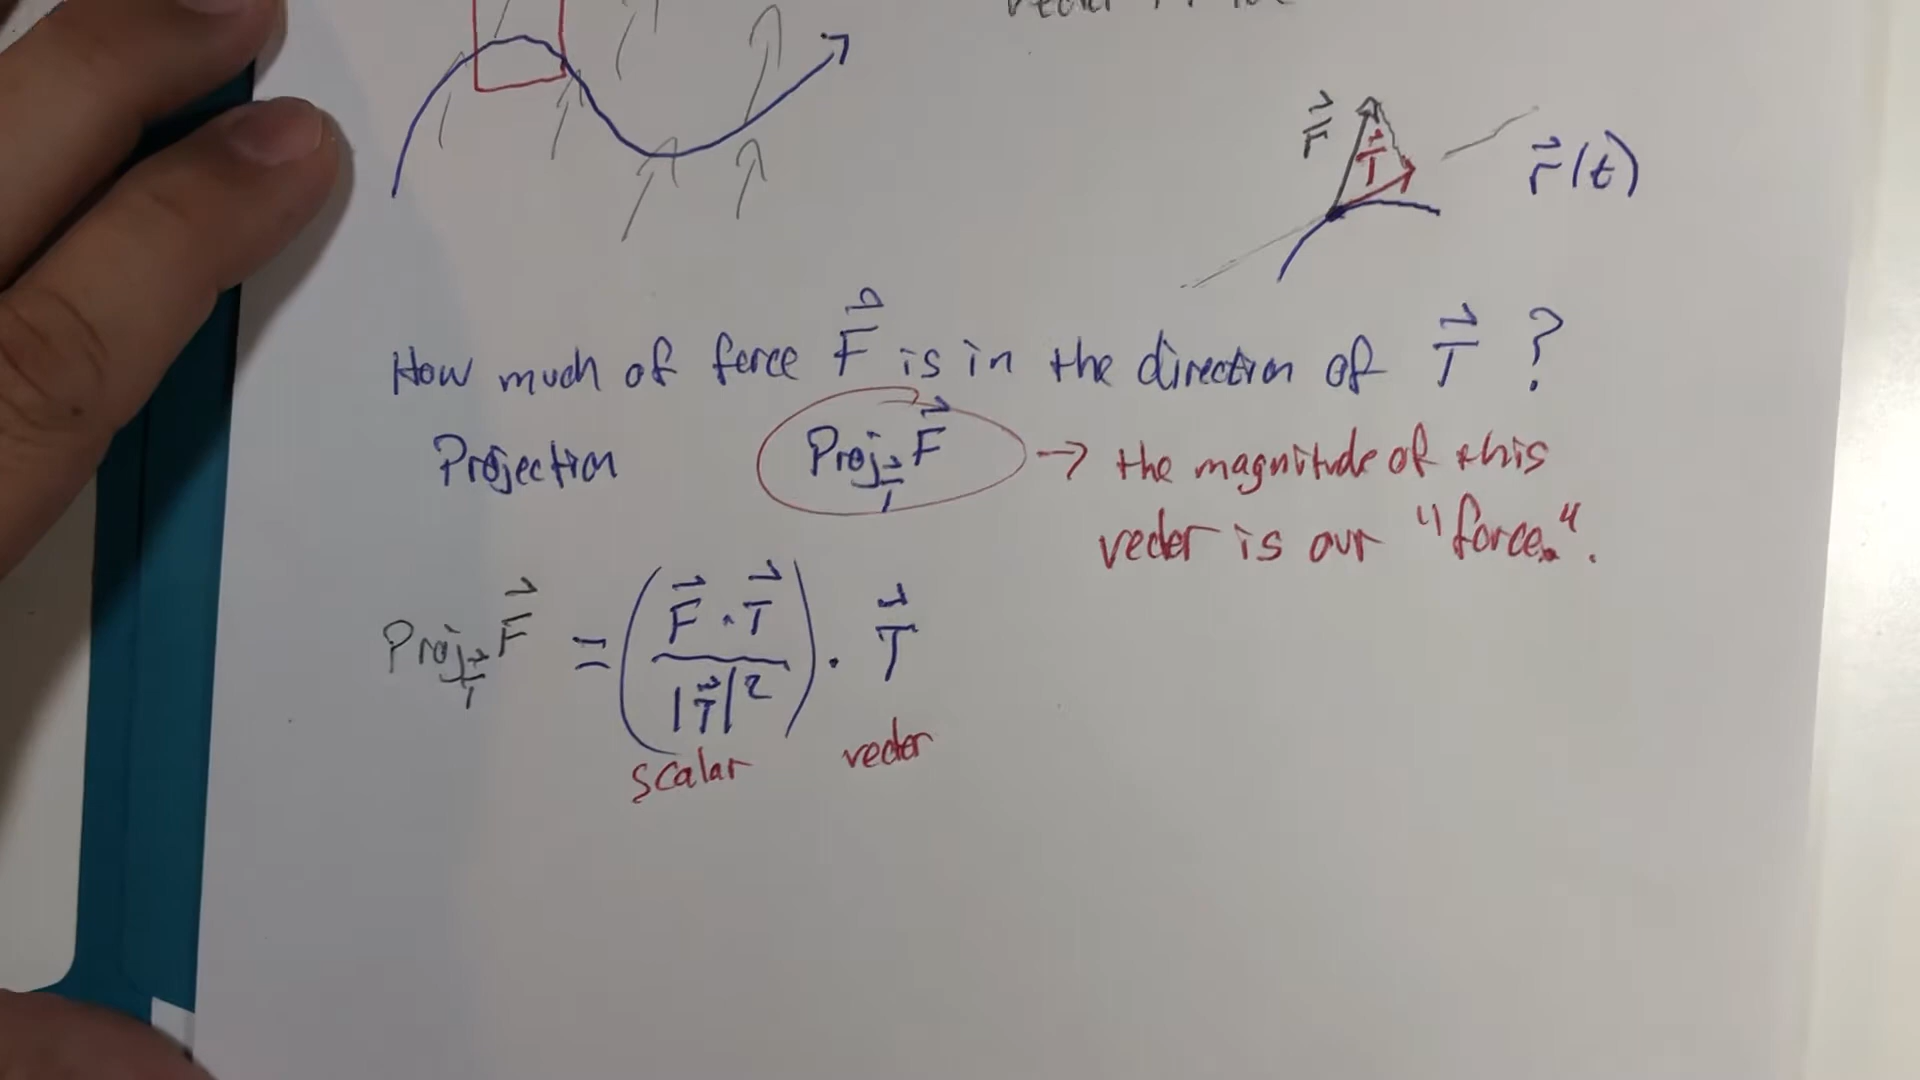 F⃗ T⃗ r⃗(t)
How much of force F⃗ is in the direction of T⃗ ?
Projection Proj_T⃗ F⃗ → the magnitude of this
vector is our "force".
Proj_T⃗ F⃗ = (F⃗ · T⃗ / |T⃗|²) · T⃗
scalar vector